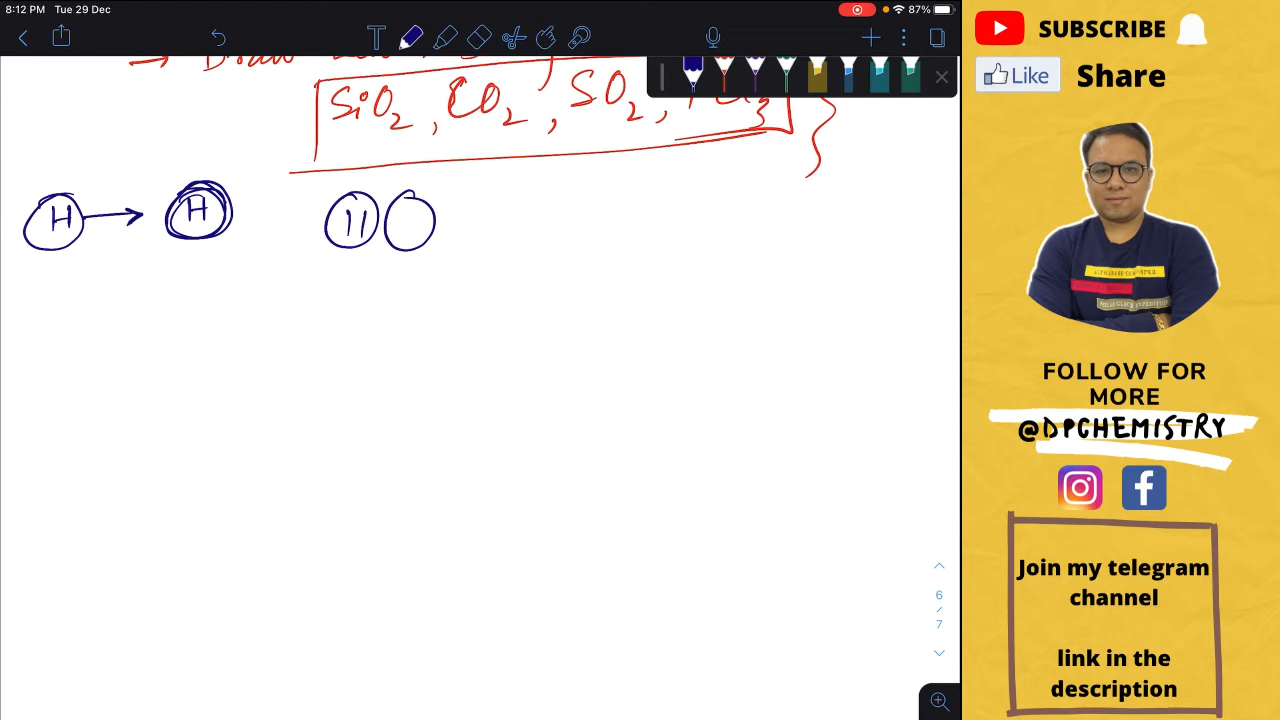 8:12 PM Tue 29 Dec
87%
→ Draw
SiO₂, CO₂, SO₂,
H → H
6
/
7
SUBSCRIBE
Like Share
FOLLOW FOR
MORE
@DPCHEMISTRY
Join my telegram
channel
link in the
description